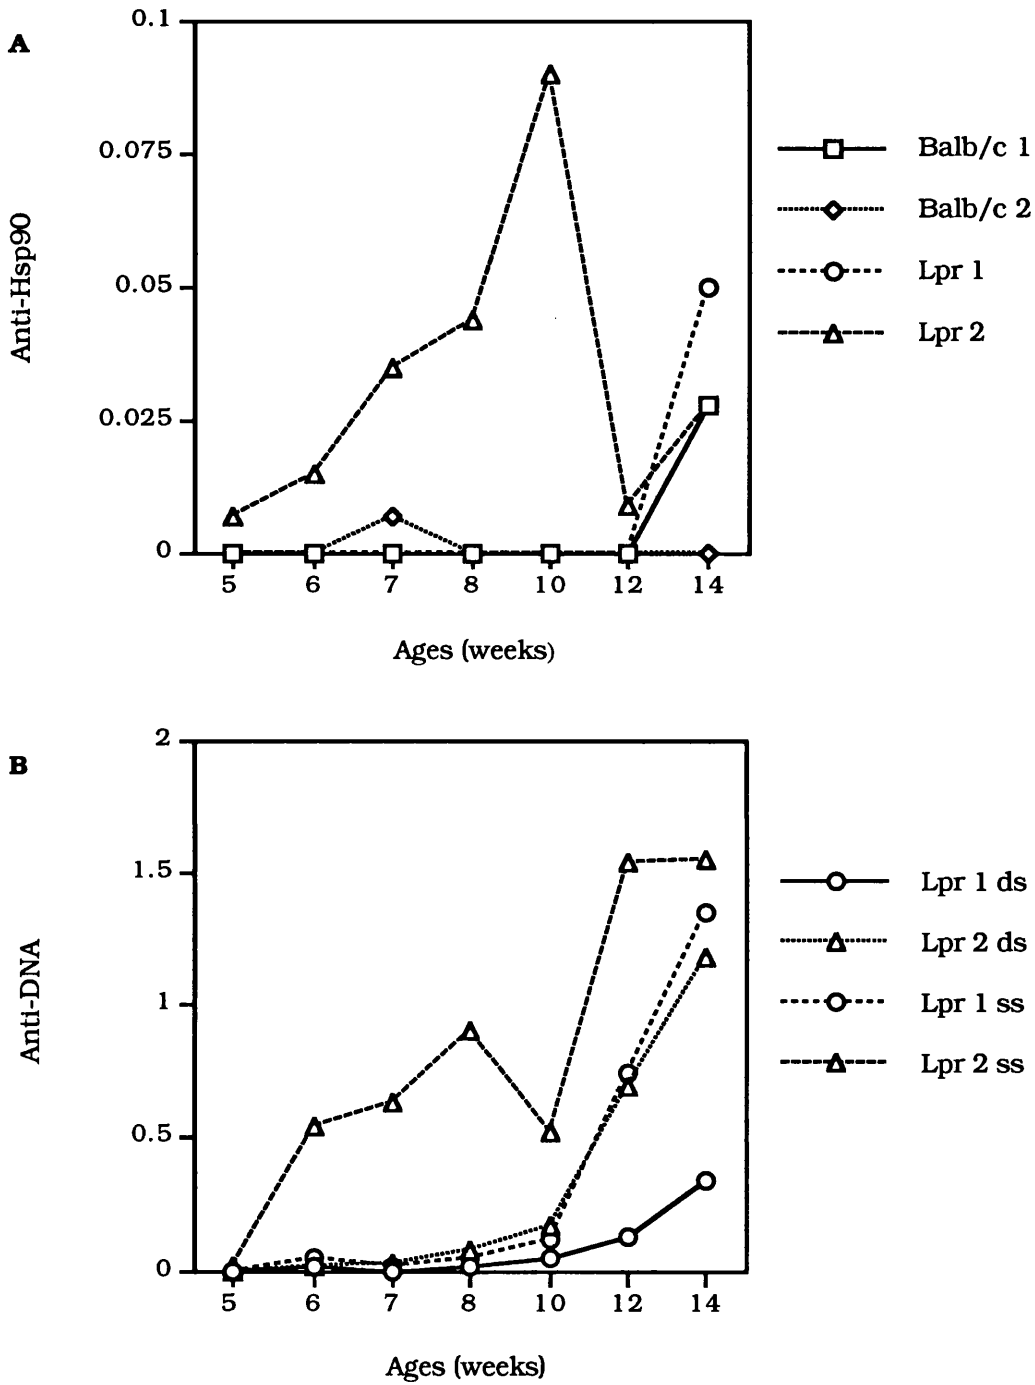 A
0.1
0.075
0.05
0.025
0
Anti-Hsp90
5 6 7 8 10 12 14
Ages (weeks)
Balb/c 1
Balb/c 2
Lpr 1
Lpr 2
B
2
1.5
1
0.5
0
Anti-DNA
5 6 7 8 10 12 14
Ages (weeks)
Lpr 1 ds
Lpr 2 ds
Lpr 1 ss
Lpr 2 ss